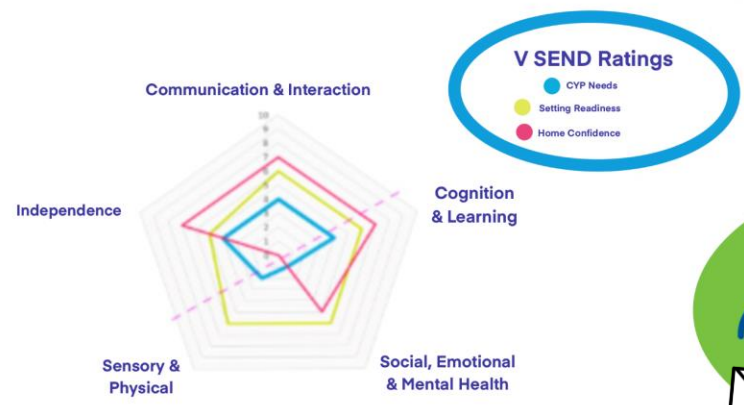 V SEND Ratings
CYP Needs
Setting Readiness
Home Confidence
Communication & Interaction
10
9
8
7
6
5
4
3
2
1
0
Cognition
& Learning
Independence
Sensory &
Physical
Social, Emotional
& Mental Health